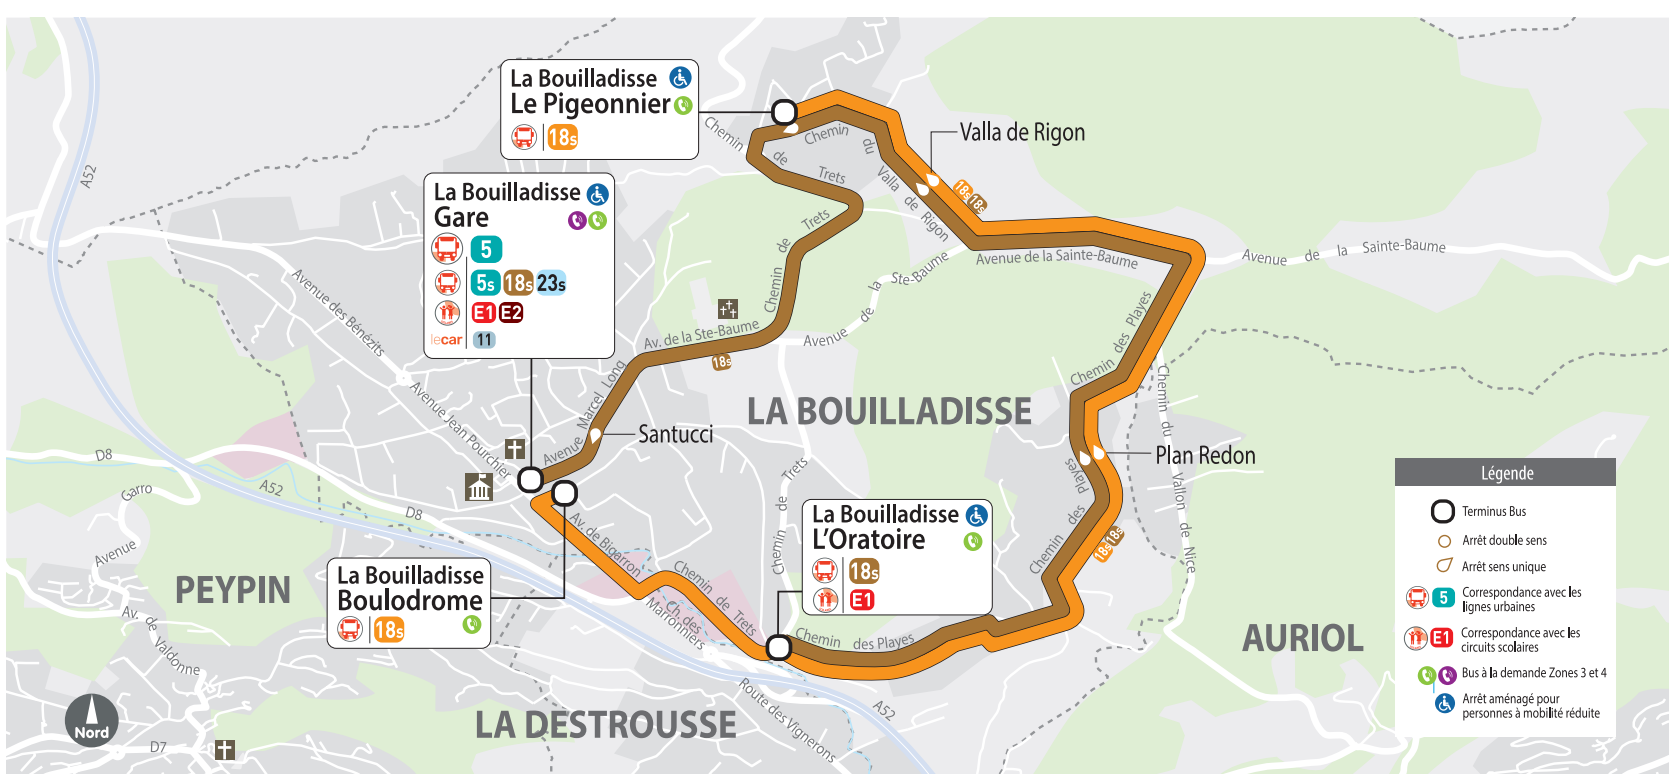 La Bouilladisse
Le Pigeonnier
18s
La Bouilladisse
Gare
5
5s 18s 23s
E1 E2
lecar 11
La Bouilladisse
Boulodrome
18s
La Bouilladisse
L'Oratoire
18s
E1
Valla de Rigon
Santucci
Plan Redon
LA BOUILLADISSE
PEYPIN
LA DESTROUSSE
AURIOL
Chemin de Trets
Chemin du Valla de Rigon
Chemin de Trets
18s 18s
18s
18s 18s
Avenue de la Sainte-Baume
Avenue de la Sainte-Baume
Avenue de la Ste-Baume
Av. de la Ste-Baume
Avenue Marcel Long
Avenue des Bénézits
Avenue Jean Pourchier
Av. de Bigarron
Chemin de Trets
Ch. des Marronniers
Chemin de Trets
Chemin des Playes
Chemin des Playes
Chemin des Playes
Chemin du Vallon de Nice
Route des Vignerons
Avenue Garro
Av. de Valdonne
A52
A52
A52
D8
D8
D7
Nord
Légende
Terminus Bus
Arrêt double sens
Arrêt sens unique
5 Correspondance avec les
lignes urbaines
E1 Correspondance avec les
circuits scolaires
Bus à la demande Zones 3 et 4
Arrêt aménagé pour
personnes à mobilité réduite